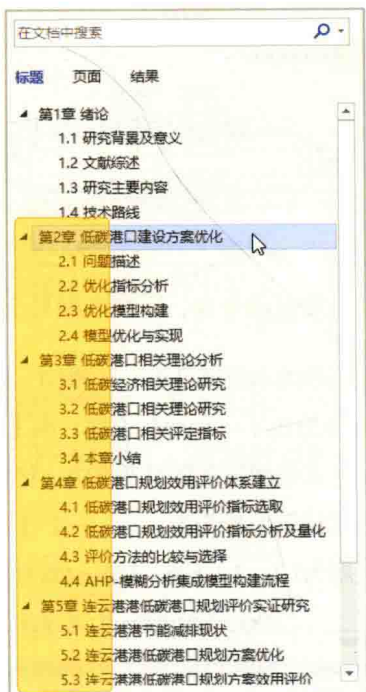 在文档中搜索
标题 页面 结果
第1章 绪论
1.1 研究背景及意义
1.2 文献综述
1.3 研究主要内容
1.4 技术路线
第2章 低碳港口建设方案优化
2.1 问题描述
2.2 优化指标分析
2.3 优化模型构建
2.4 模型优化与实现
第3章 低碳港口相关理论分析
3.1 低碳经济相关理论研究
3.2 低碳港口相关理论研究
3.3 低碳港口相关评定指标
3.4 本章小结
第4章 低碳港口规划效用评价体系建立
4.1 低碳港口规划效用评价指标选取
4.2 低碳港口规划效用评价指标分析及量化
4.3 评价方法的比较与选择
4.4 AHP-模糊分析集成模型构建流程
第5章 连云港港低碳港口规划评价实证研究
5.1 连云港港节能减排现状
5.2 连云港港低碳港口规划方案优化
5.3 连云港港低碳港口规划方案效用评价